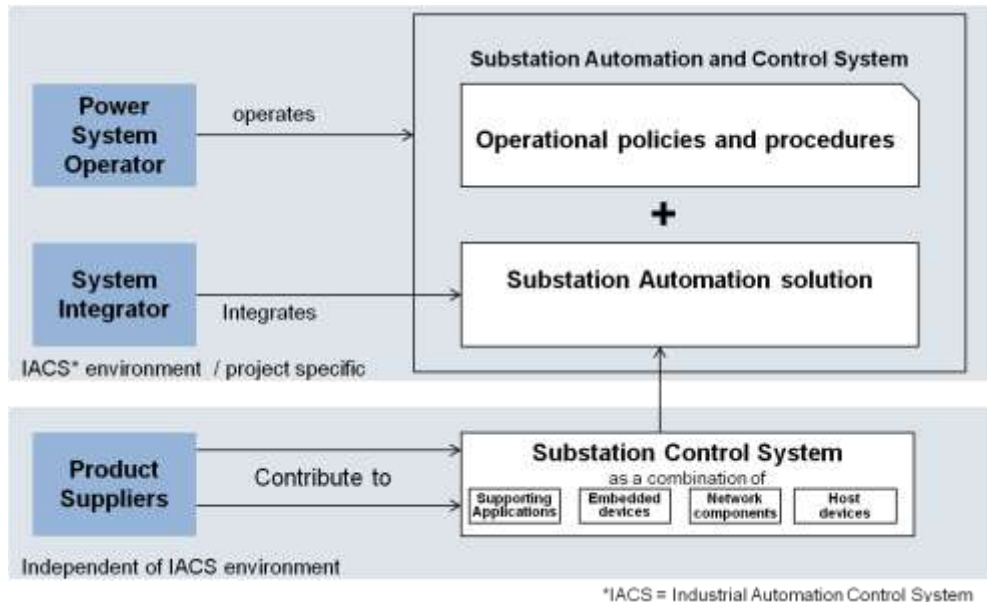 Substation Automation and Control System
Power
System
Operator
operates
Operational policies and procedures
+
System
Integrator
Integrates
Substation Automation solution
IACS* environment / project specific
Product
Suppliers
Contribute to
Substation Control System
as a combination of
Supporting
Applications
Embedded
devices
Network
components
Host
devices
Independent of IACS environment
*IACS = Industrial Automation Control System